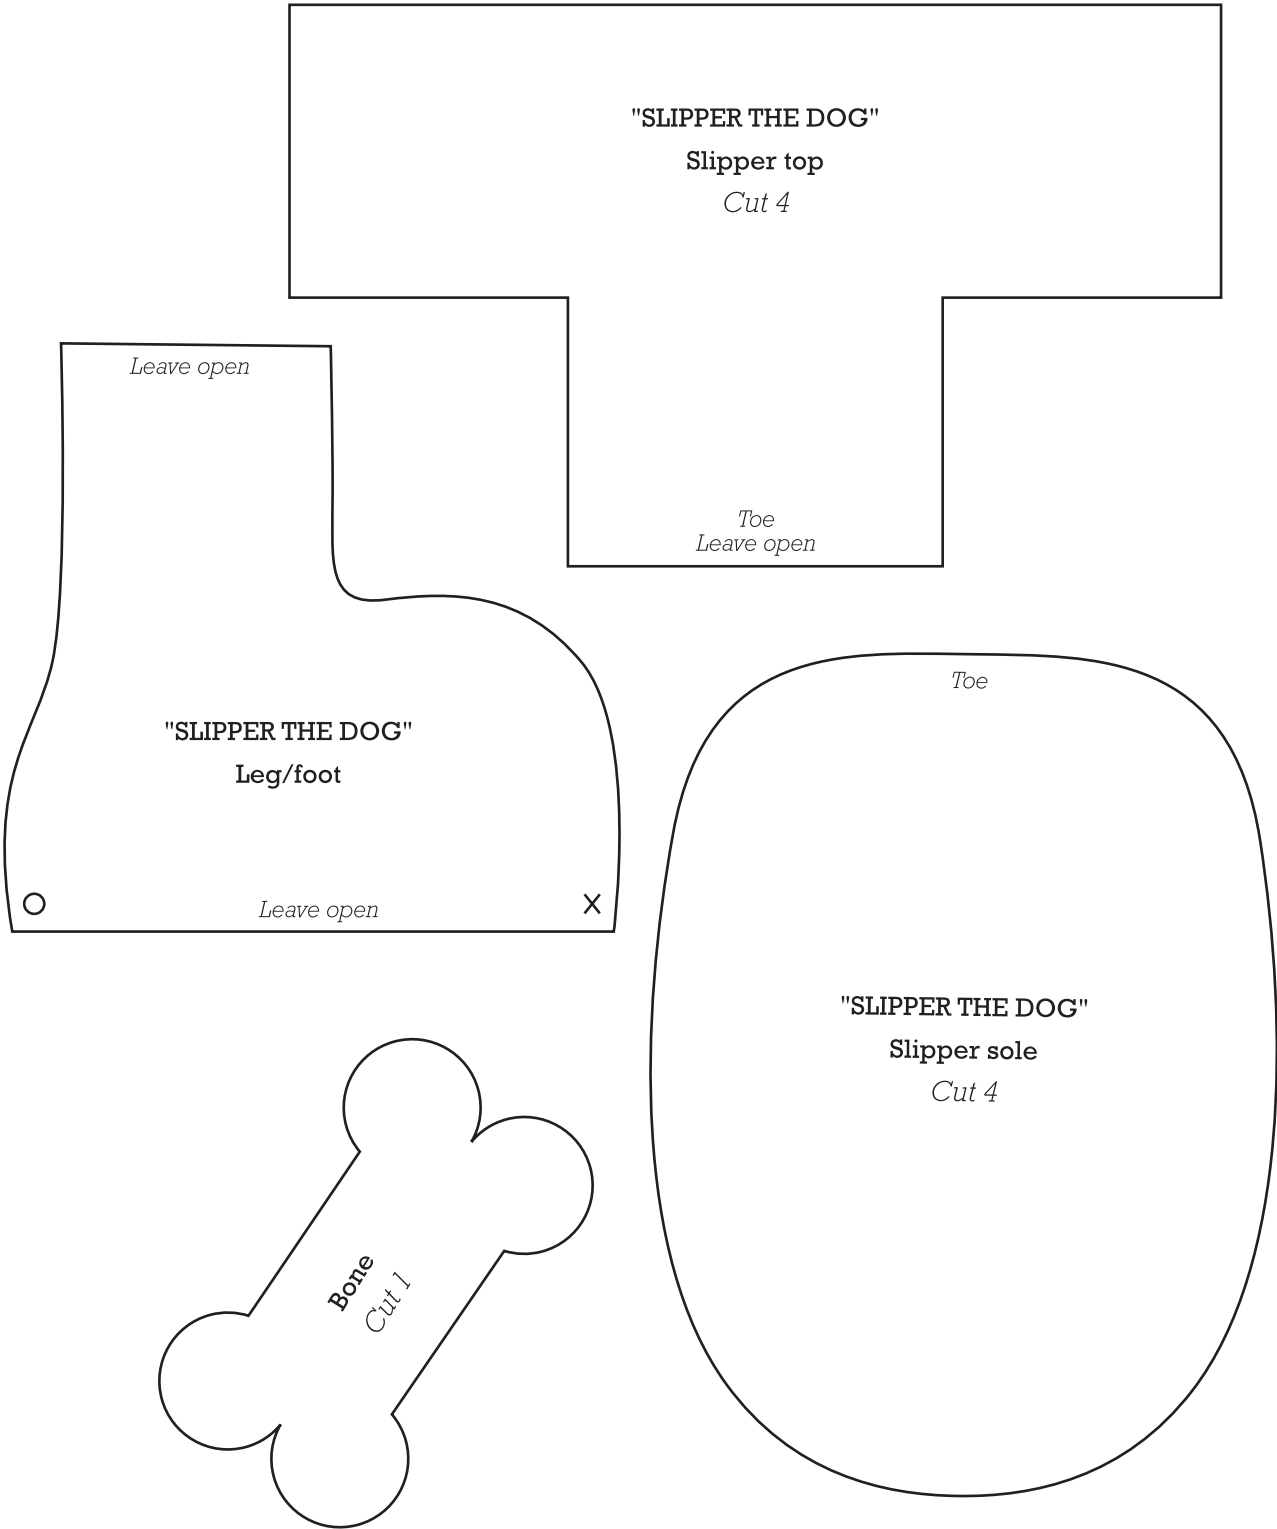 "SLIPPER THE DOG"
Slipper top
Cut 4
Toe
Leave open
Leave open
"SLIPPER THE DOG"
Leg/foot
O
Leave open
X
Toe
"SLIPPER THE DOG"
Slipper sole
Cut 4
Bone
Cut 1